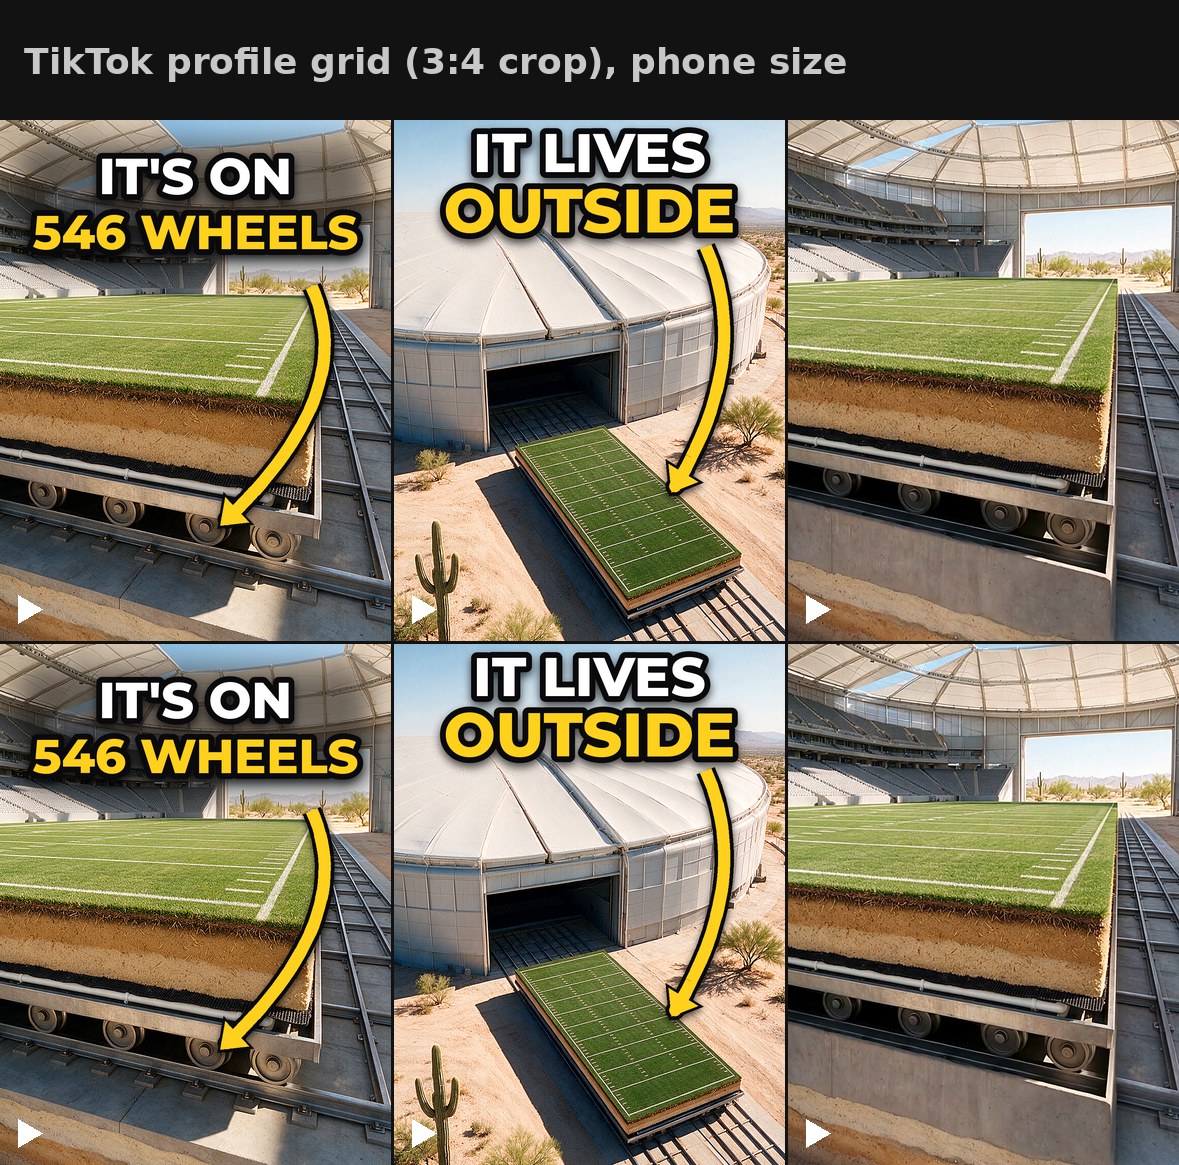 TikTok profile grid (3:4 crop), phone size
IT'S ON
546 WHEELS
IT LIVES
OUTSIDE
IT'S ON
546 WHEELS
IT LIVES
OUTSIDE